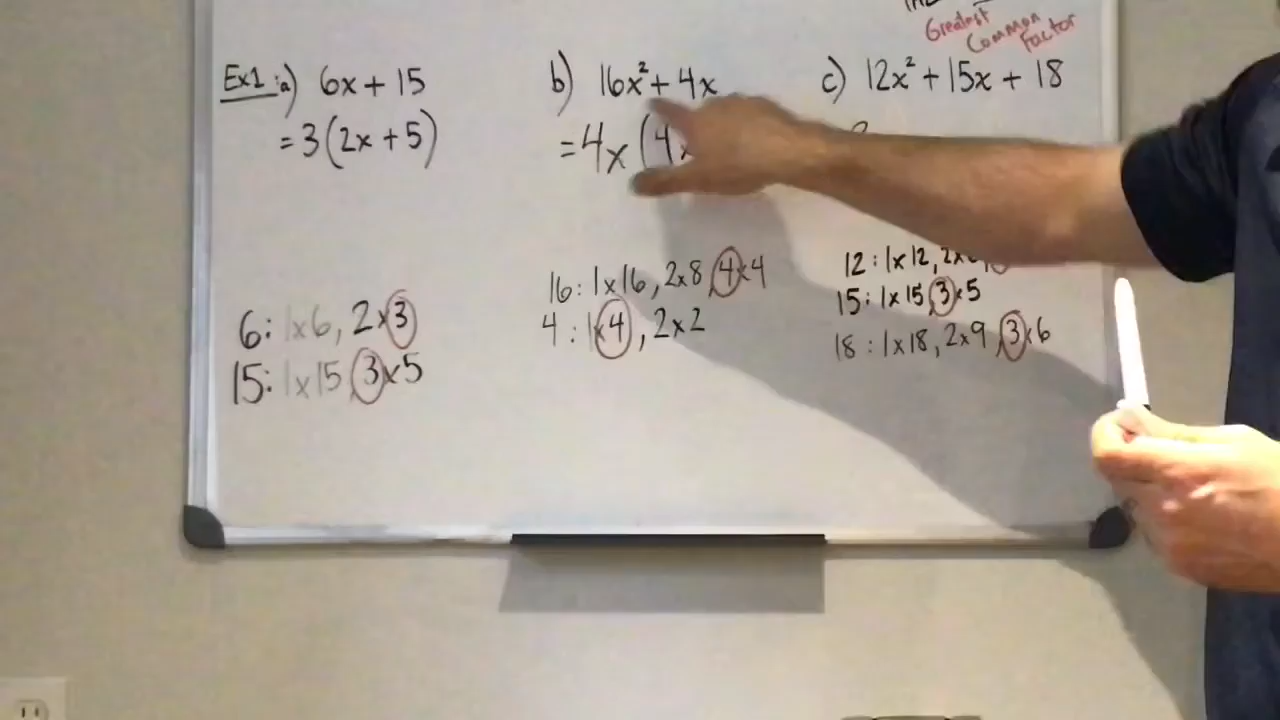 Greatest
Common
Factor
Ex1 : a) 6x + 15
= 3(2x + 5)
6: 1x6, 2x3
15: 1x15, 3x5
b) 16x² + 4x
= 4x (4x
16: 1x16, 2x8, 4x4
4 : 1x4, 2x2
c) 12x² + 15x + 18
12 : 1x12, 2x
15 : 1x15, 3x5
18 : 1x18, 2x9, 3x6